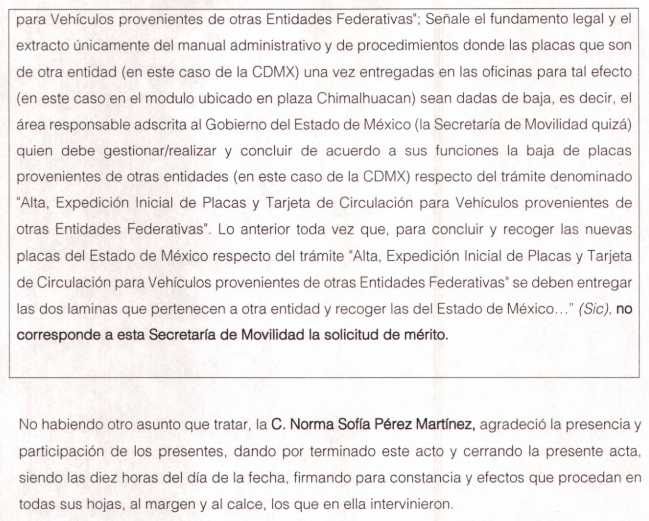 para Vehículos provenientes de otras Entidades Federativas"; Señale el fundamento legal y el
extracto únicamente del manual administrativo y de procedimientos donde las placas que son
de otra entidad (en este caso de la CDMX) una vez entregadas en las oficinas para tal efecto
(en este caso en el modulo ubicado en plaza Chimalhuacan) sean dadas de baja, es decir, el
área responsable adscrita al Gobierno del Estado de México (la Secretaría de Movilidad quizá)
quien debe gestionar/realizar y concluir de acuerdo a sus funciones la baja de placas
provenientes de otras entidades (en este caso de la CDMX) respecto del trámite denominado
"Alta, Expedición Inicial de Placas y Tarjeta de Circulación para Vehículos provenientes de
otras Entidades Federativas". Lo anterior toda vez que, para concluir y recoger las nuevas
placas del Estado de México respecto del trámite "Alta, Expedición Inicial de Placas y Tarjeta
de Circulación para Vehículos provenientes de otras Entidades Federativas" se deben entregar
las dos laminas que pertenecen a otra entidad y recoger las del Estado de México…" (Sic), no
corresponde a esta Secretaría de Movilidad la solicitud de mérito.
No habiendo otro asunto que tratar, la C. Norma Sofía Pérez Martínez, agradeció la presencia y
participación de los presentes, dando por terminado este acto y cerrando la presente acta,
siendo las diez horas del día de la fecha, firmando para constancia y efectos que procedan en
todas sus hojas, al margen y al calce, los que en ella intervinieron.